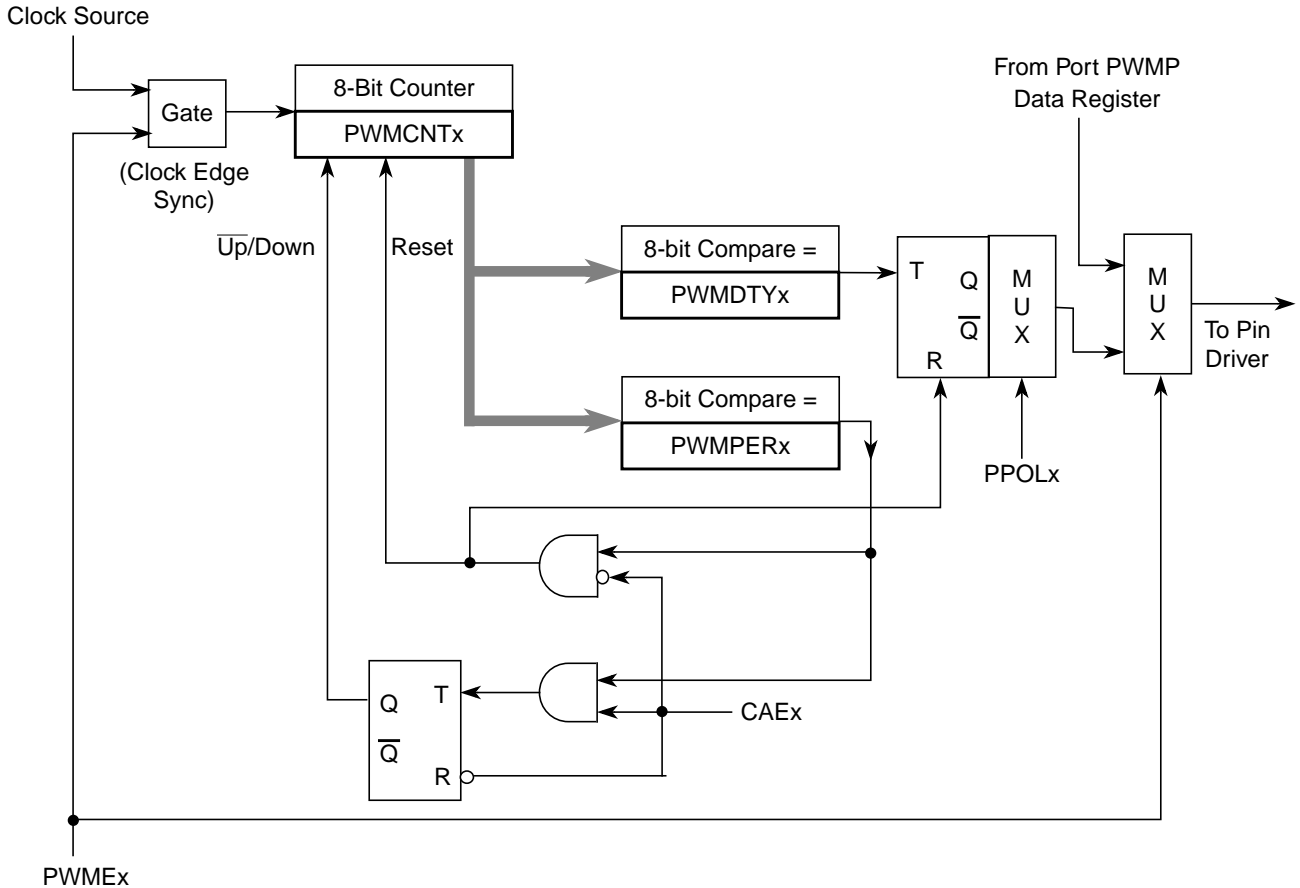 Clock Source
Gate
(Clock Edge
Sync)
8-Bit Counter
PWMCNTx
U̅p̅/Down
Reset
8-bit Compare =
PWMDTYx
8-bit Compare =
PWMPERx
T
Q
Q̅
R
M
U
X
PPOLx
From Port PWMP
Data Register
M
U
X
To Pin
Driver
Q
T
Q̅
R
CAEx
PWMEx